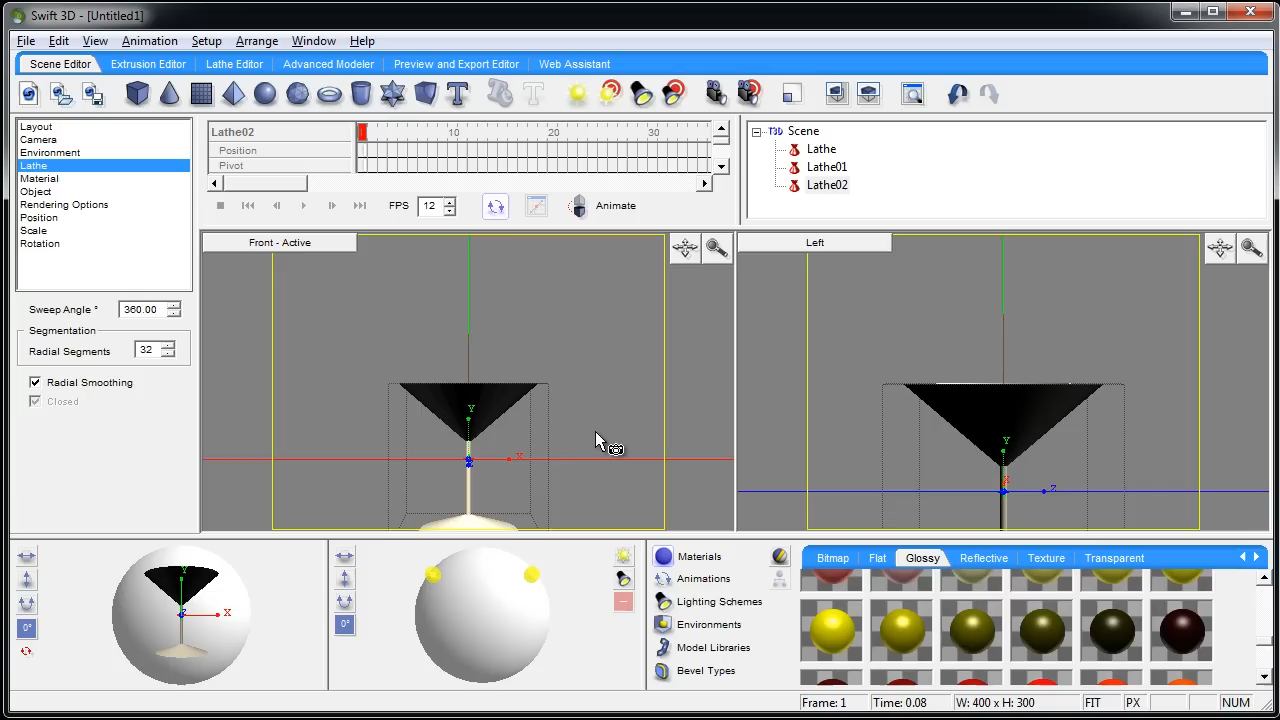 Swift 3D - [Untitled1]
File Edit View Animation Setup Arrange Window Help
Scene Editor Extrusion Editor Lathe Editor Advanced Modeler Preview and Export Editor Web Assistant
Layout
Camera
Environment
Lathe
Material
Object
Rendering Options
Position
Scale
Rotation
Sweep Angle ° 360.00
Segmentation
Radial Segments 32
Radial Smoothing
Closed
Lathe02 10 20 30
Position
Pivot
FPS 12 Animate
Scene
Lathe
Lathe01
Lathe02
Front - Active
Y
X
Left
Y
X
Z
Y
X
0°
0°
Materials
Animations
Lighting Schemes
Environments
Model Libraries
Bevel Types
Bitmap Flat Glossy Reflective Texture Transparent
Frame: 1 Time: 0.08 W: 400 x H: 300 FIT PX NUM